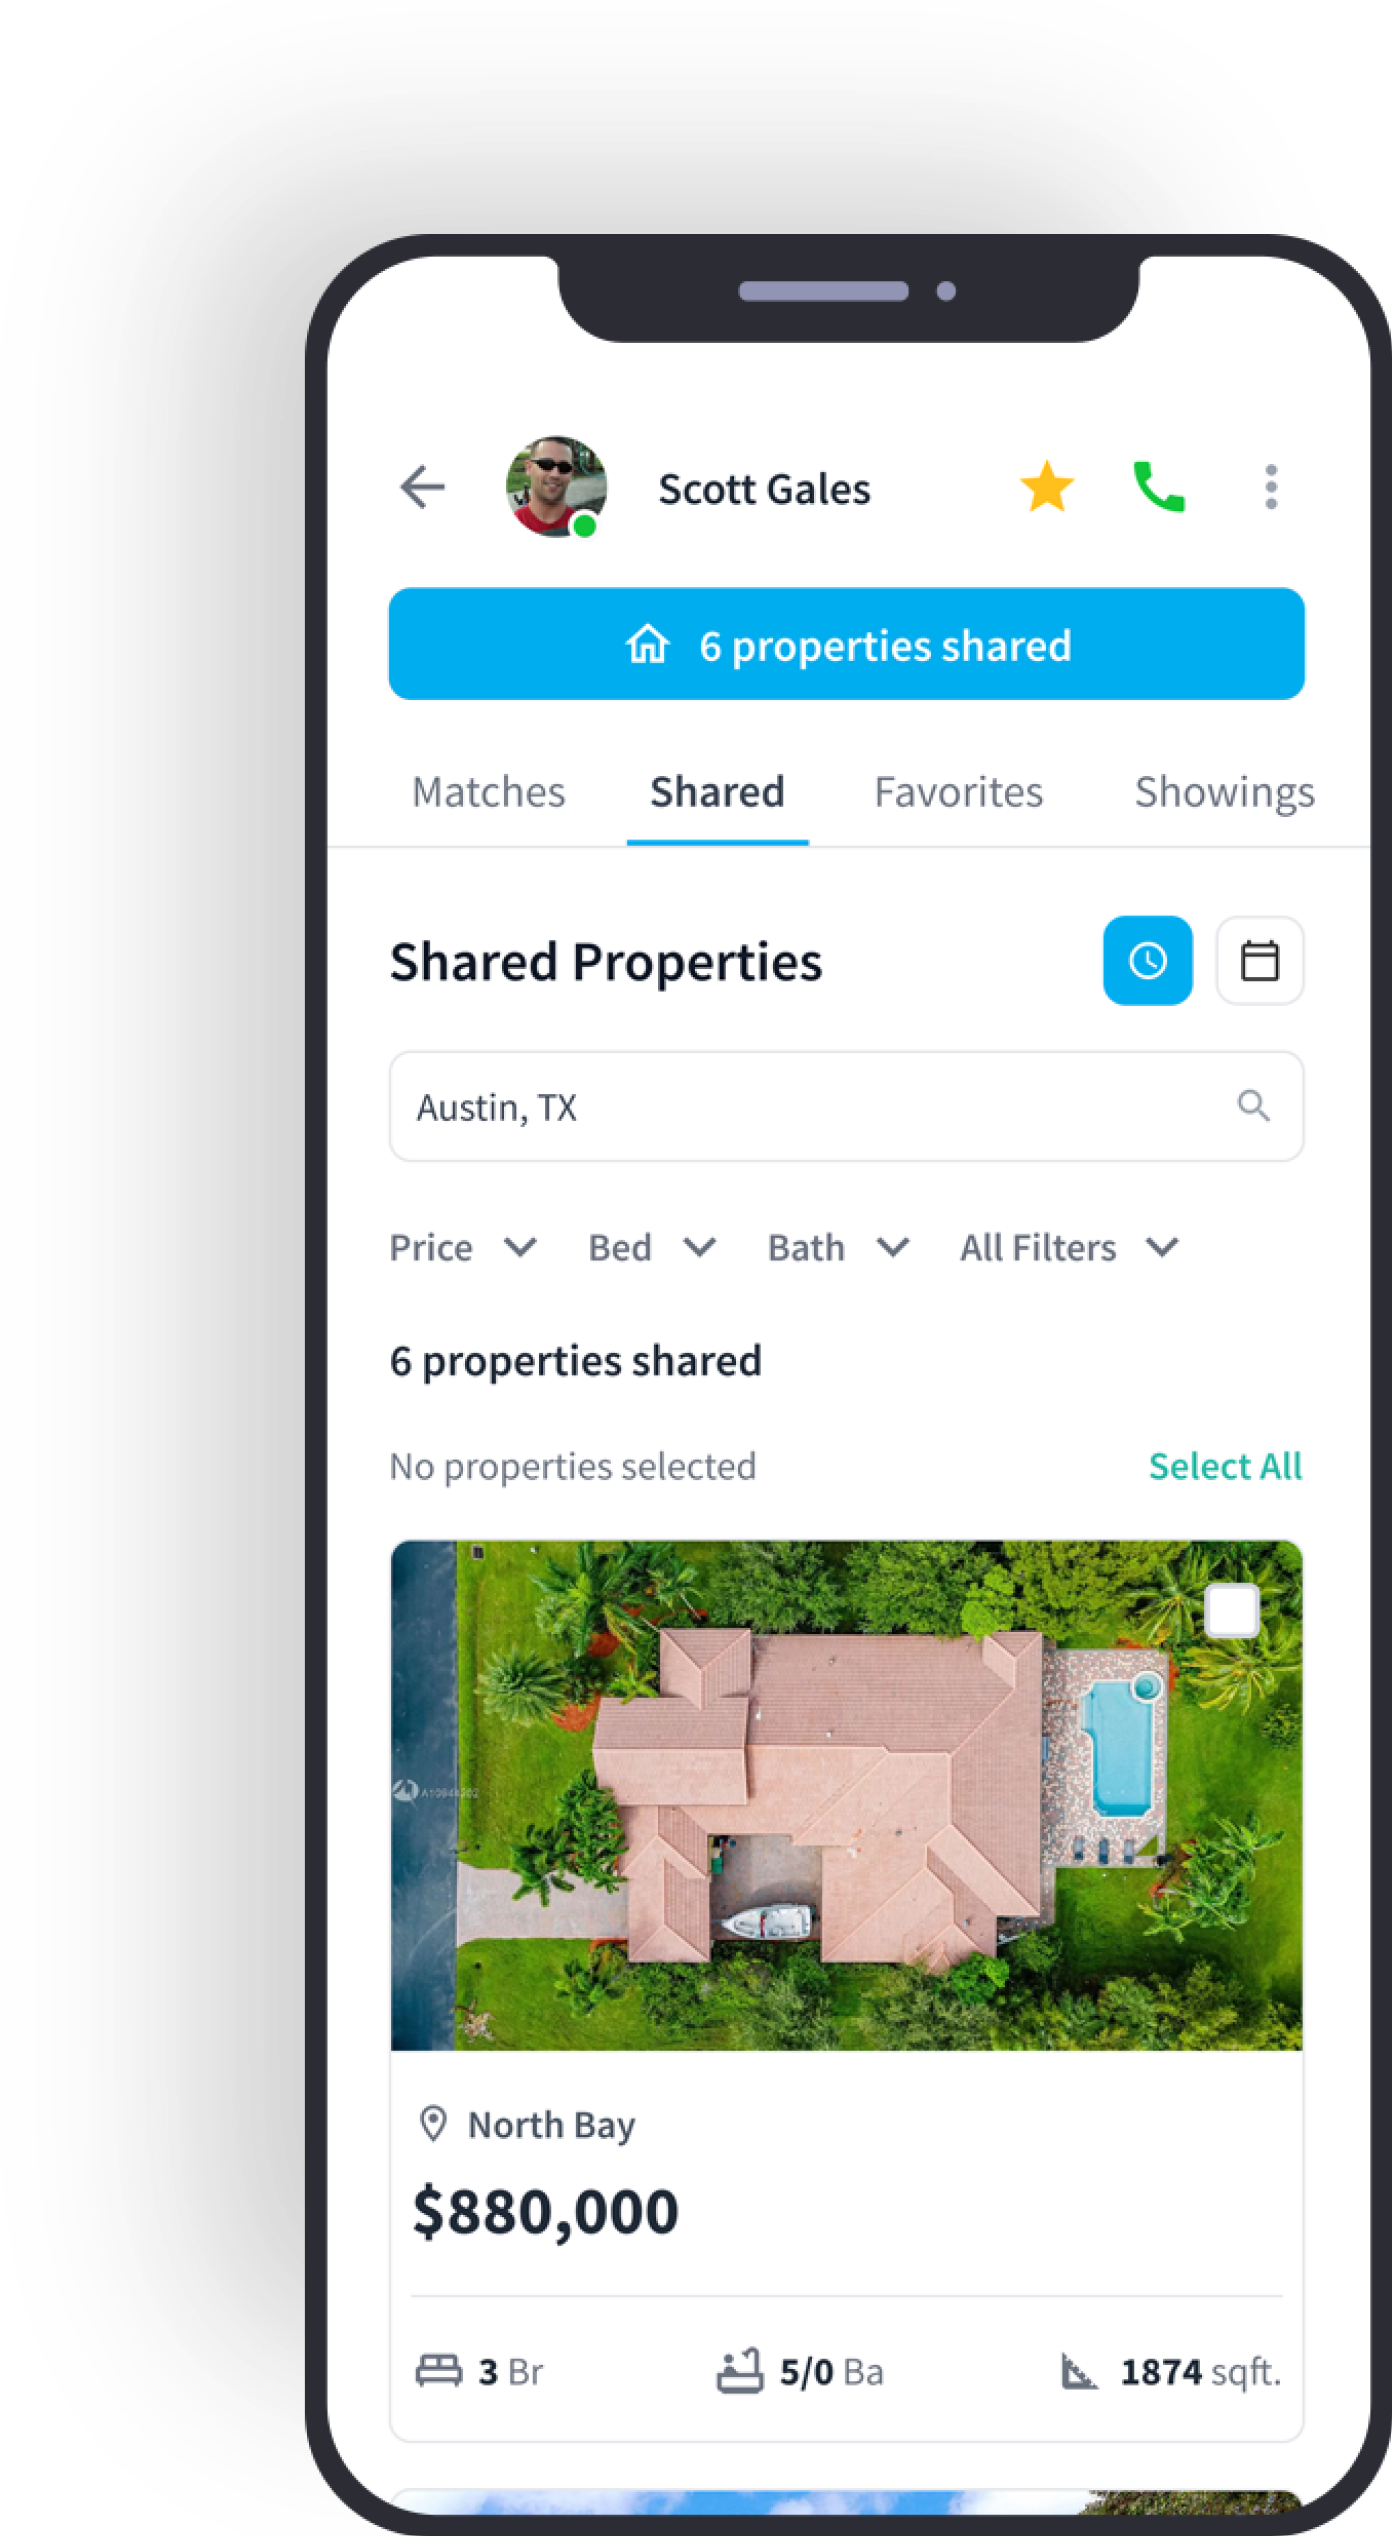 Scott Gales
6 properties shared
Matches Shared Favorites Showings
Shared Properties
Austin, TX
Price Bed Bath All Filters
6 properties shared
No properties selected Select All
North Bay
$880,000
3 Br 5/0 Ba 1874 sqft.